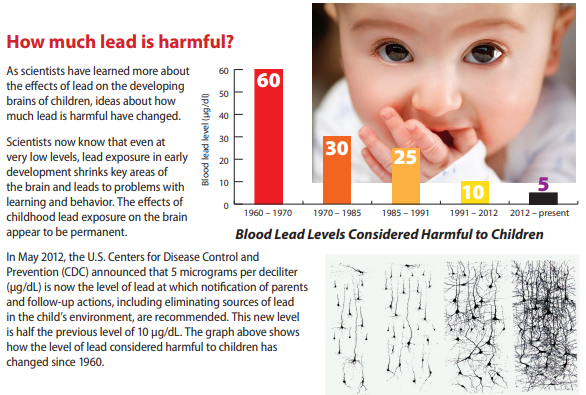 How much lead is harmful?
As scientists have learned more about
the effects of lead on the developing
brains of children, ideas about how
much lead is harmful have changed.
Scientists now know that even at
very low levels, lead exposure in early
development shrinks key areas of
the brain and leads to problems with
learning and behavior. The effects of
childhood lead exposure on the brain
appear to be permanent.
In May 2012, the U.S. Centers for Disease Control and
Prevention (CDC) announced that 5 micrograms per deciliter
(µg/dL) is now the level of lead at which notification of parents
and follow-up actions, including eliminating sources of lead
in the child's environment, are recommended. This new level
is half the previous level of 10 µg/dL. The graph above shows
how the level of lead considered harmful to children has
changed since 1960.
Blood lead level (µg/dl)
60
50
40
30
20
10
0
60
30
25
10
5
1960 – 1970
1970 – 1985
1985 – 1991
1991 – 2012
2012 – present
Blood Lead Levels Considered Harmful to Children